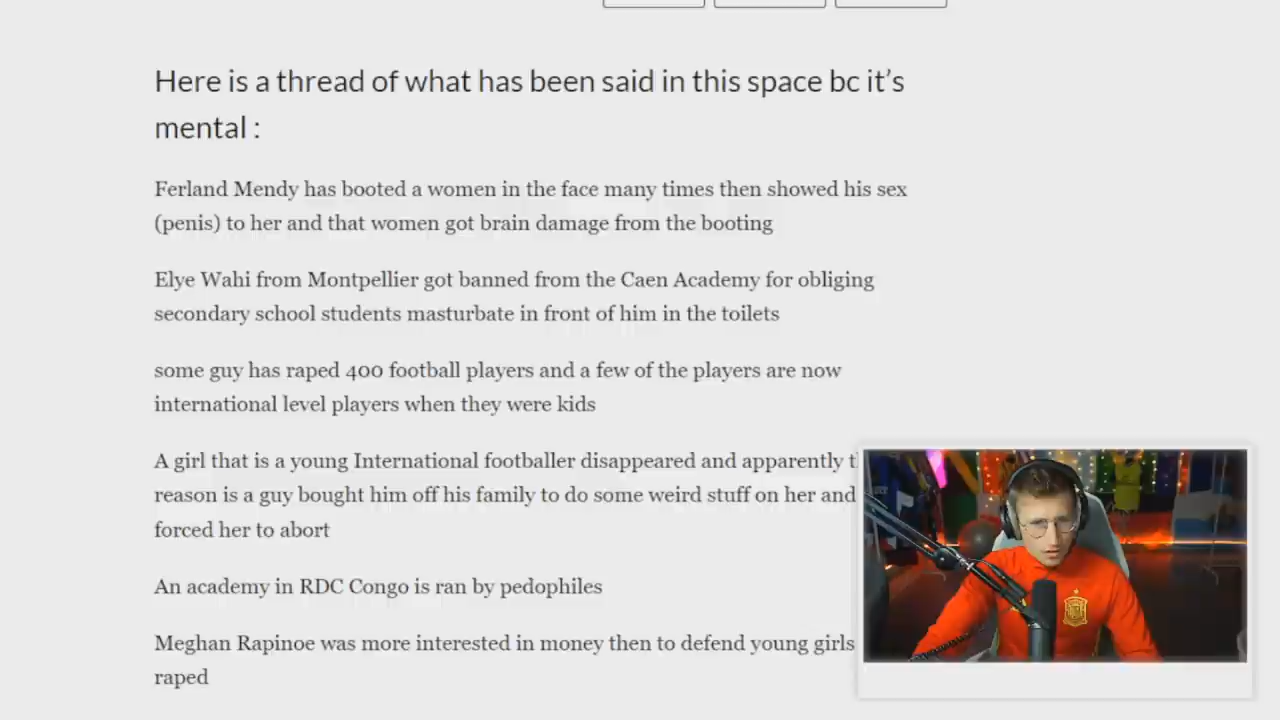 Here is a thread of what has been said in this space bc it’s
mental :
Ferland Mendy has booted a women in the face many times then showed his sex
(penis) to her and that women got brain damage from the booting
Elye Wahi from Montpellier got banned from the Caen Academy for obliging
secondary school students masturbate in front of him in the toilets
some guy has raped 400 football players and a few of the players are now
international level players when they were kids
A girl that is a young International footballer disappeared and apparently
reason is a guy bought him off his family to do some weird stuff on her and
forced her to abort
An academy in RDC Congo is ran by pedophiles
Meghan Rapinoe was more interested in money then to defend young girls
raped